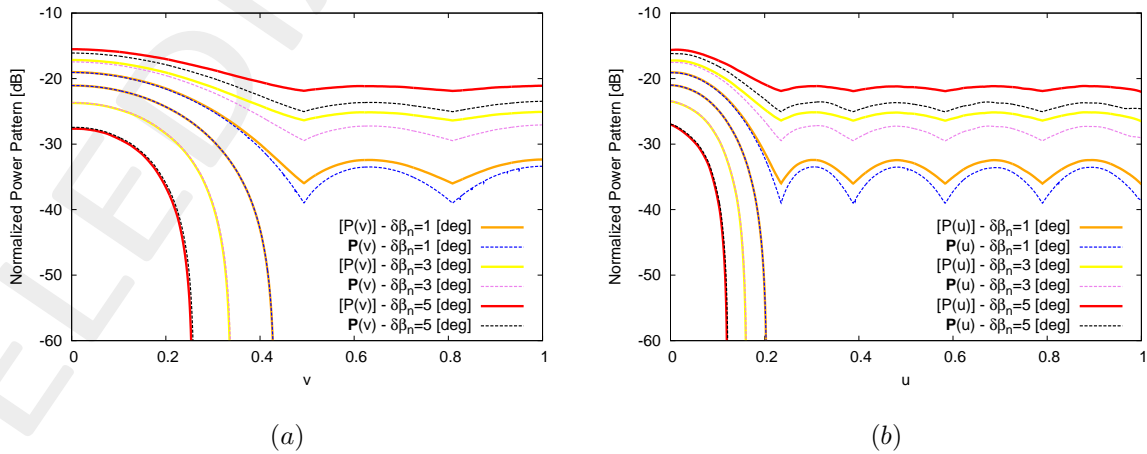 Normalized Power Pattern [dB]
-10
-20
-30
-40
-50
-60
0
0.2
0.4
0.6
0.8
1
v
[P(v)] - δβn=1 [deg]
P(v) - δβn=1 [deg]
[P(v)] - δβn=3 [deg]
P(v) - δβn=3 [deg]
[P(v)] - δβn=5 [deg]
P(v) - δβn=5 [deg]
(a)
Normalized Power Pattern [dB]
-10
-20
-30
-40
-50
-60
0
0.2
0.4
0.6
0.8
1
u
[P(u)] - δβn=1 [deg]
P(u) - δβn=1 [deg]
[P(u)] - δβn=3 [deg]
P(u) - δβn=3 [deg]
[P(u)] - δβn=5 [deg]
P(u) - δβn=5 [deg]
(b)
ELEDIA